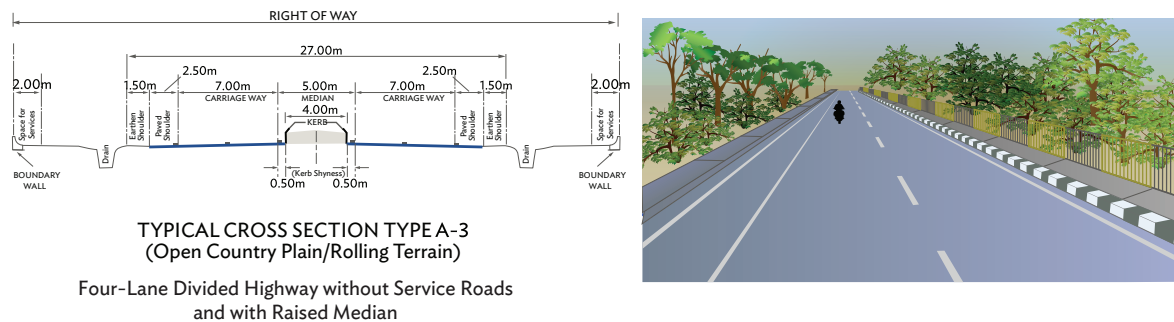 RIGHT OF WAY
27.00m
2.50m
2.50m
2.00m
1.50m
7.00m
5.00m
7.00m
1.50m
2.00m
CARRIAGE WAY
MEDIAN
CARRIAGE WAY
4.00m
KERB
Space for
Services
Earthen
Shoulder
Paved
Shoulder
Paved
Shoulder
Earthen
Shoulder
Space for
Services
Drain
Drain
BOUNDARY
WALL
(Kerb Shyness)
0.50m
0.50m
BOUNDARY
WALL
TYPICAL CROSS SECTION TYPE A-3
(Open Country Plain/Rolling Terrain)
Four-Lane Divided Highway without Service Roads
and with Raised Median